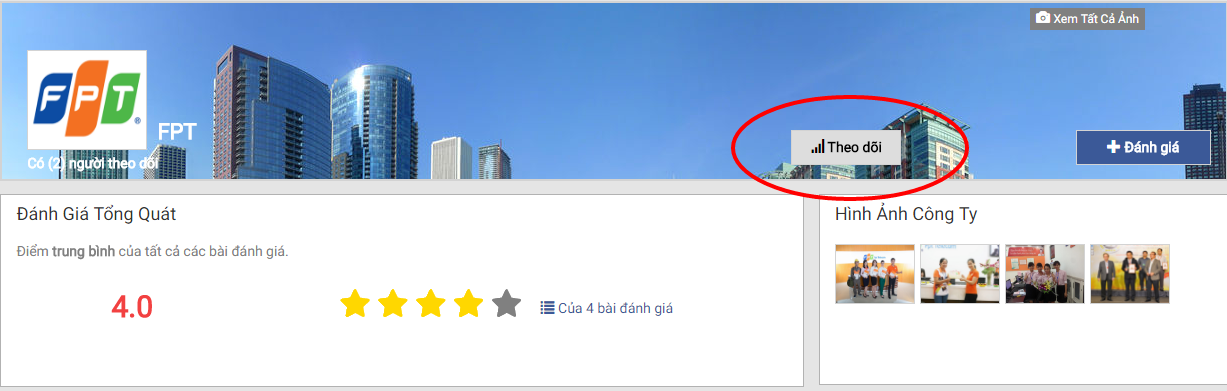 Xem Tất Cả Ảnh
FPT®
FPT
Có (2) người theo dõi
Theo dõi
Đánh giá
Đánh Giá Tổng Quát
Điểm trung bình của tất cả các bài đánh giá.
4.0
Của 4 bài đánh giá
Hình Ảnh Công Ty